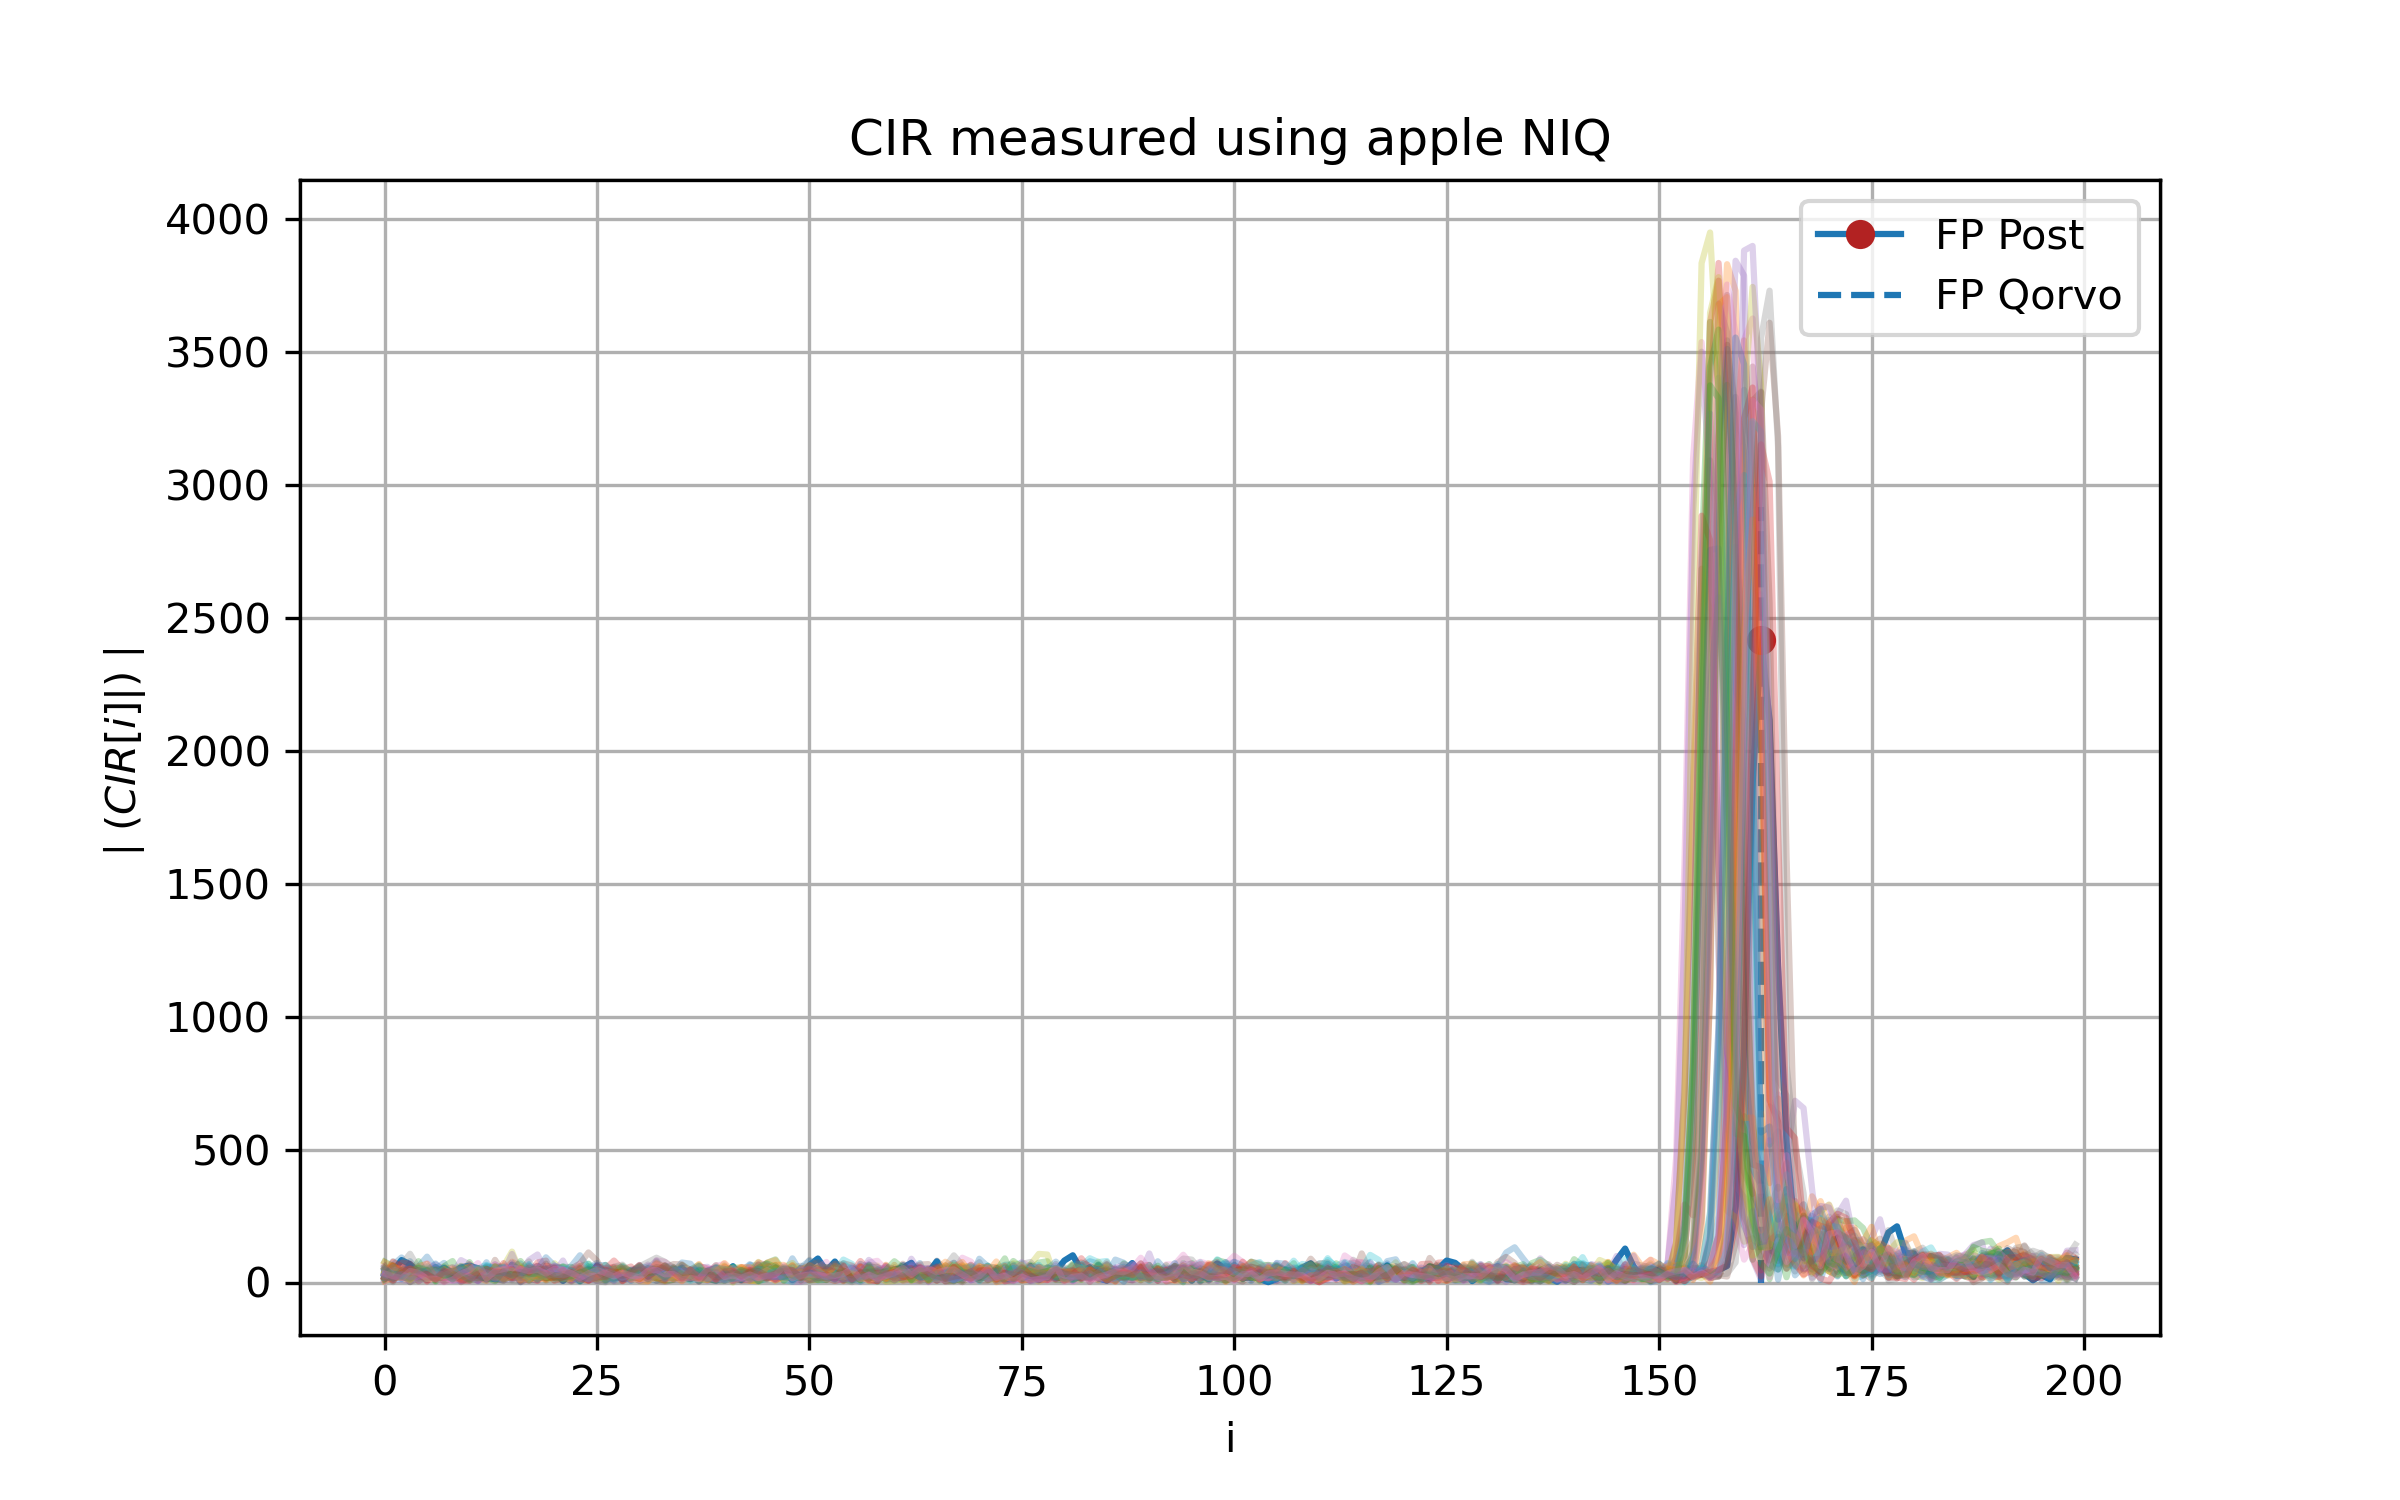 CIR measured using apple NIQ
FP Post
FP Qorvo
4000
3500
3000
2500
2000
1500
1000
500
0
| (CIR[i]|) |
0 25 50 75 100 125 150 175 200
i